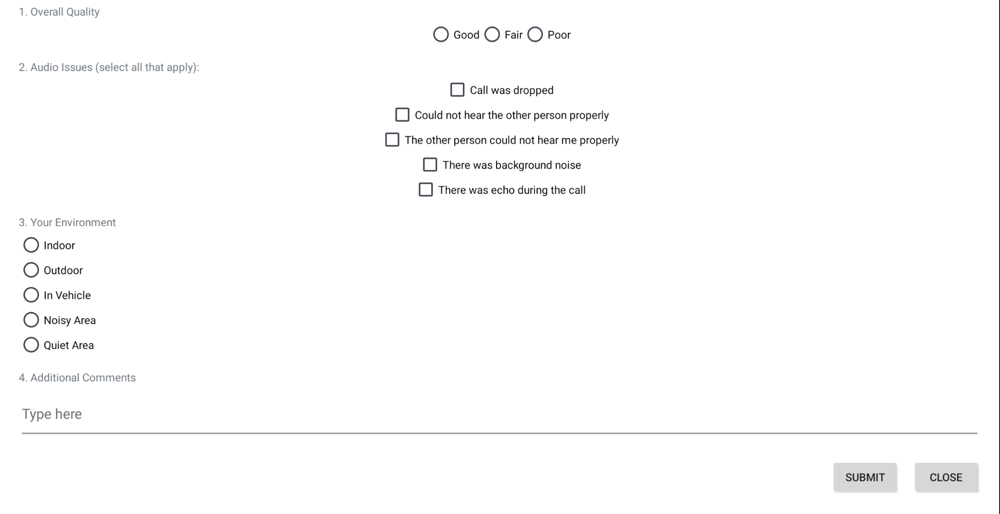 1. Overall Quality
Good Fair Poor
2. Audio Issues (select all that apply):
Call was dropped
Could not hear the other person properly
The other person could not hear me properly
There was background noise
There was echo during the call
3. Your Environment
Indoor
Outdoor
In Vehicle
Noisy Area
Quiet Area
4. Additional Comments
Type here
SUBMIT CLOSE